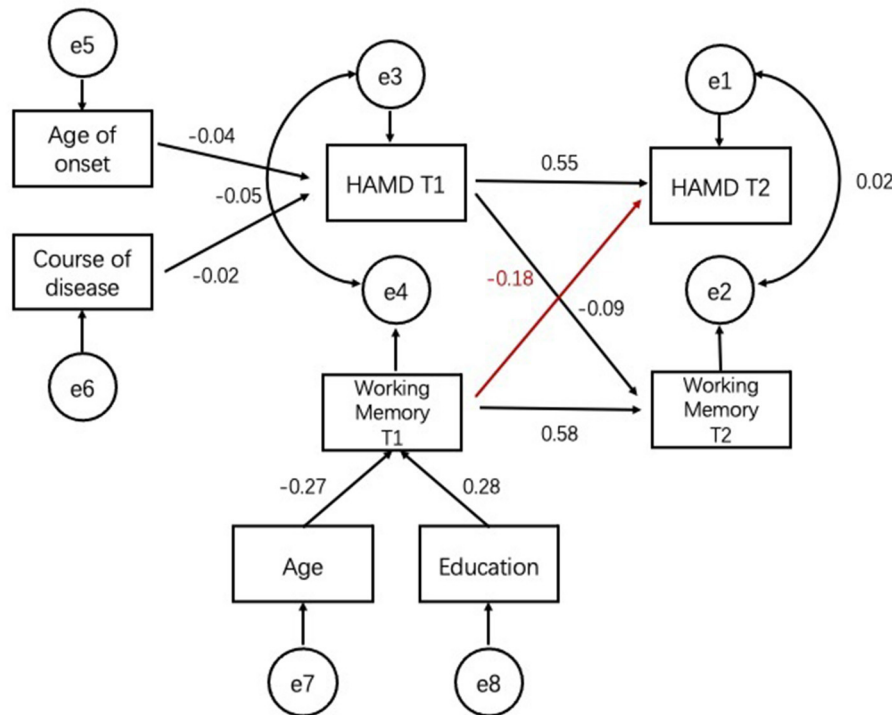 e5
e3
e1
Age of
onset
-0.04
HAMD T1
0.55
HAMD T2
0.02
-0.05
Course of
disease
-0.02
e4
-0.18
-0.09
e2
e6
Working
Memory
T1
0.58
Working
Memory
T2
-0.27
0.28
Age
Education
e7
e8